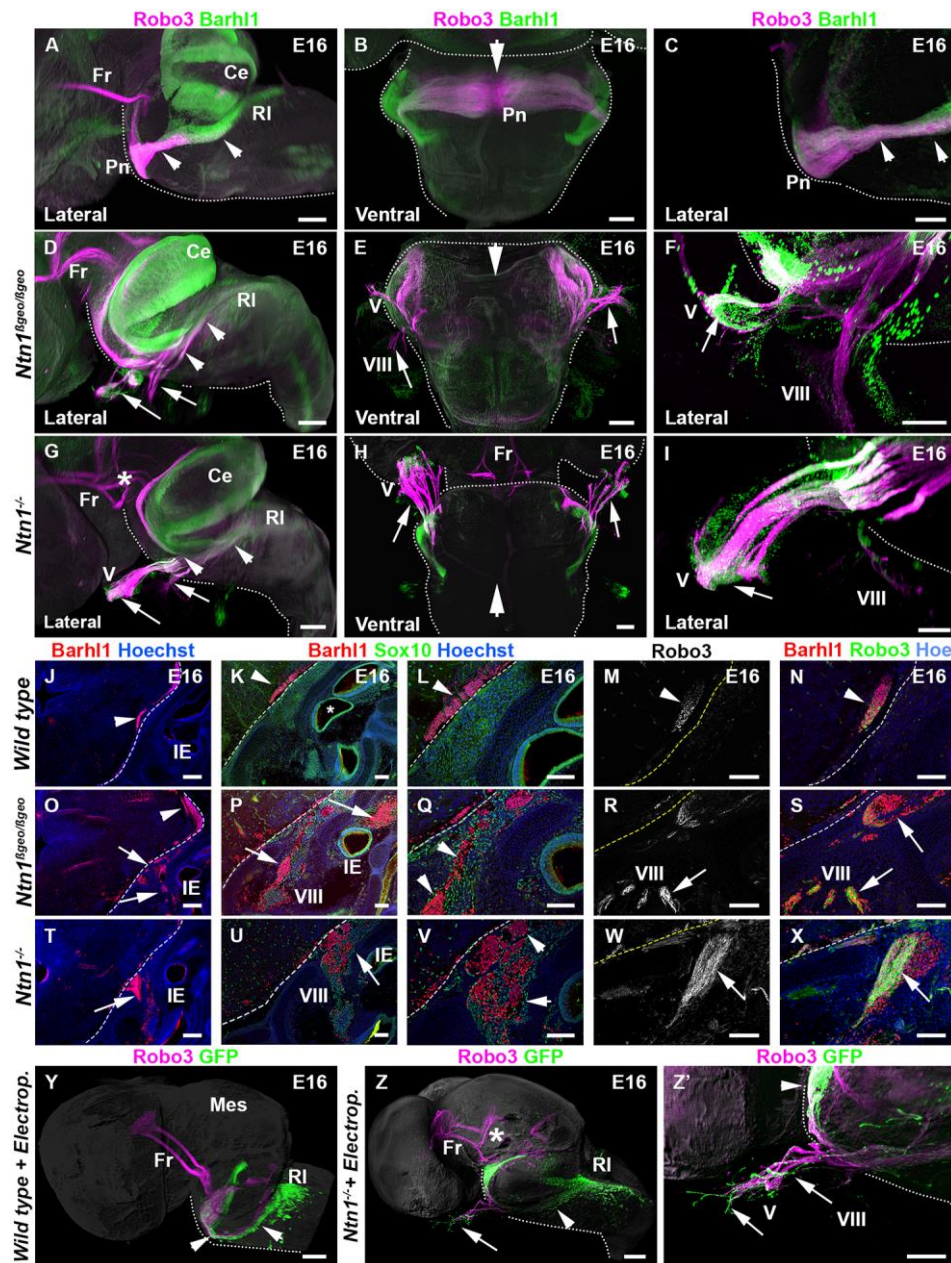 Robo3 Barhl1 Robo3 Barhl1 Robo3 Barhl1
A E16 Fr Ce Rl Pn Lateral
B E16 Pn Ventral
C E16 Pn Lateral
Ntn1ßgeo/ßgeo
D E16 Ce Fr Rl V Lateral
E E16 V VIII Ventral
F E16 V VIII Lateral
Ntn1-/-
G E16 * Ce Fr Rl V Lateral
H E16 Fr V Ventral
I E16 V VIII Lateral
Barhl1 Hoechst Barhl1 Sox10 Hoechst Robo3 Barhl1 Robo3 Hoe
Wild type
J E16 IE
K E16 *
L E16
M E16
N E16
Ntn1ßgeo/ßgeo
O IE
P IE VIII
Q
R VIII
S VIII
Ntn1-/-
T IE
U IE VIII
V
W
X
Robo3 GFP Robo3 GFP Robo3 GFP
Wild type + Electrop.
Y E16 Mes Fr Rl
Ntn1-/- + Electrop.
Z E16 Fr * Rl
Z' V VIII